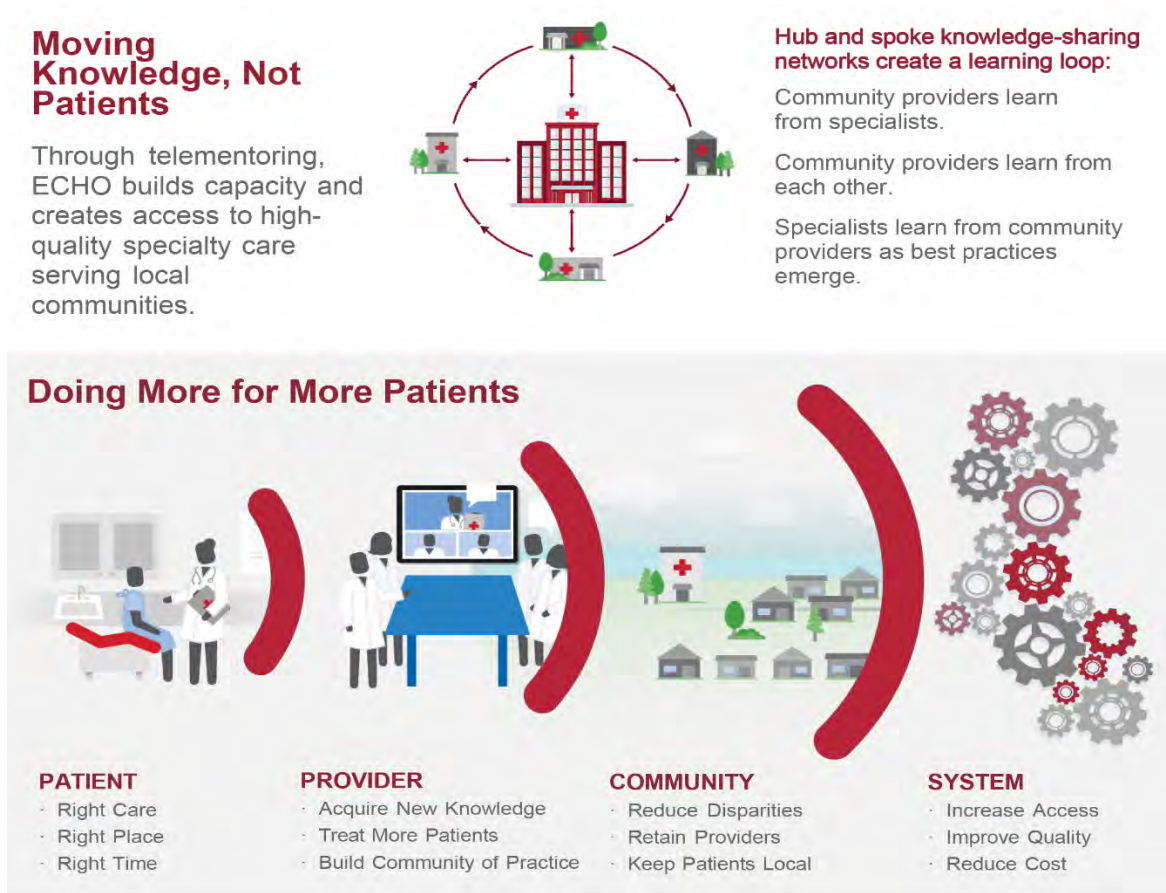 Moving
Knowledge, Not
Patients
Through telementoring,
ECHO builds capacity and
creates access to high-
quality specialty care
serving local
communities.
Hub and spoke knowledge-sharing
networks create a learning loop:
Community providers learn
from specialists.
Community providers learn from
each other.
Specialists learn from community
providers as best practices
emerge.
Doing More for More Patients
PATIENT
· Right Care
· Right Place
· Right Time
PROVIDER
· Acquire New Knowledge
· Treat More Patients
· Build Community of Practice
COMMUNITY
· Reduce Disparities
· Retain Providers
· Keep Patients Local
SYSTEM
· Increase Access
· Improve Quality
· Reduce Cost